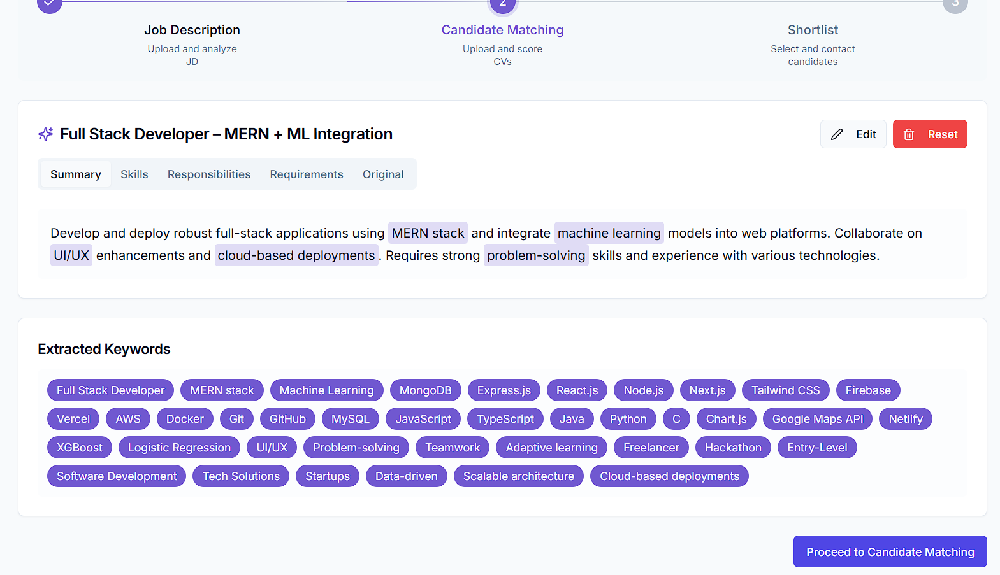 2
3
Job Description
Candidate Matching
Shortlist
Upload and analyze
JD
Upload and score
CVs
Select and contact
candidates
Full Stack Developer – MERN + ML Integration
Edit
Reset
Summary
Skills
Responsibilities
Requirements
Original
Develop and deploy robust full-stack applications using MERN stack and integrate machine learning models into web platforms. Collaborate on
UI/UX enhancements and cloud-based deployments . Requires strong problem-solving skills and experience with various technologies.
Extracted Keywords
Full Stack Developer MERN stack Machine Learning MongoDB Express.js React.js Node.js Next.js Tailwind CSS Firebase
Vercel AWS Docker Git GitHub MySQL JavaScript TypeScript Java Python C Chart.js Google Maps API Netlify
XGBoost Logistic Regression UI/UX Problem-solving Teamwork Adaptive learning Freelancer Hackathon Entry-Level
Software Development Tech Solutions Startups Data-driven Scalable architecture Cloud-based deployments
Proceed to Candidate Matching